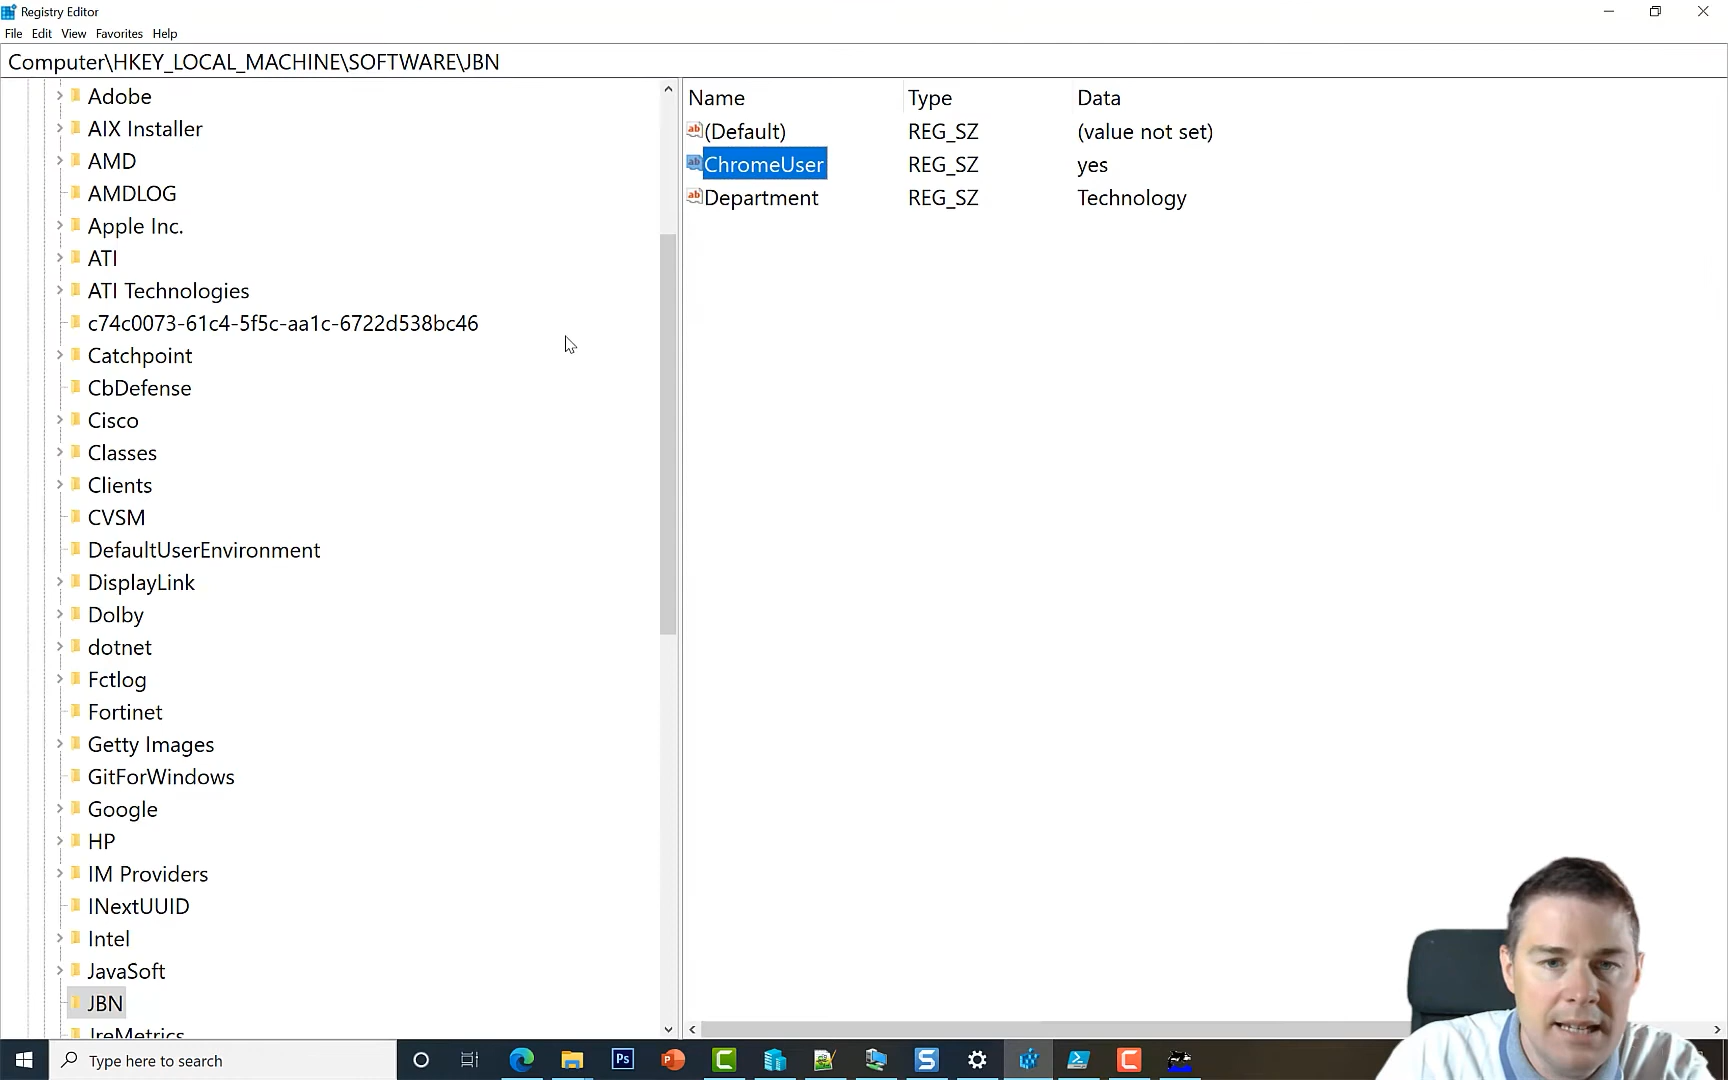 Registry Editor
File Edit View Favorites Help
Computer\HKEY_LOCAL_MACHINE\SOFTWARE\JBN
Adobe
AIX Installer
AMD
AMDLOG
Apple Inc.
ATI
ATI Technologies
c74c0073-61c4-5f5c-aa1c-6722d538bc46
Catchpoint
CbDefense
Cisco
Classes
Clients
CVSM
DefaultUserEnvironment
DisplayLink
Dolby
dotnet
Fctlog
Fortinet
Getty Images
GitForWindows
Google
HP
IM Providers
INextUUID
Intel
JavaSoft
JBN
JreMetrics
Name Type Data
(Default) REG_SZ (value not set)
ChromeUser REG_SZ yes
Department REG_SZ Technology
Type here to search